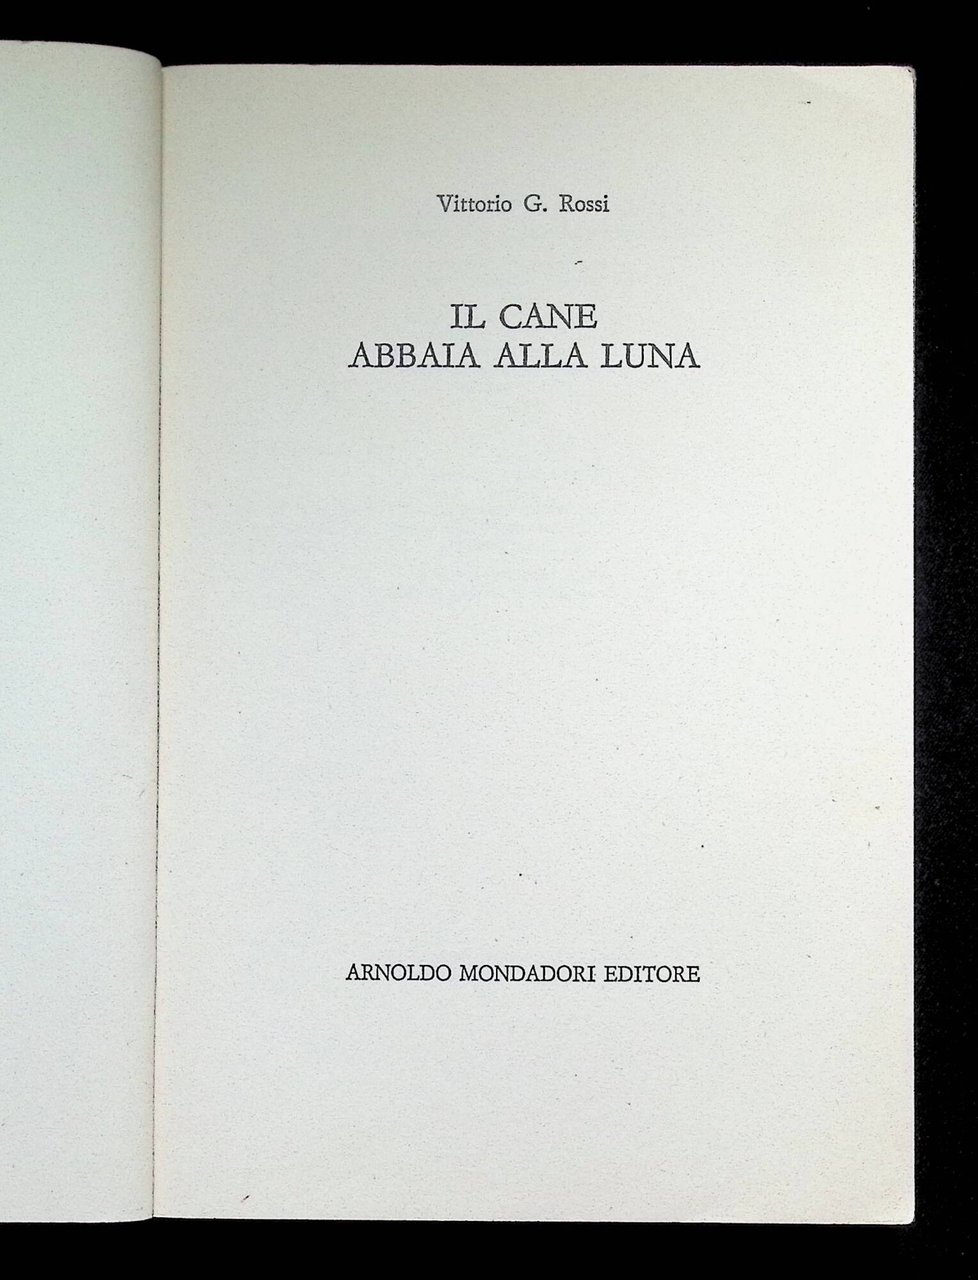 Vittorio G. Rossi
IL CANE
ABBAIA ALLA LUNA
ARNOLDO MONDADORI EDITORE